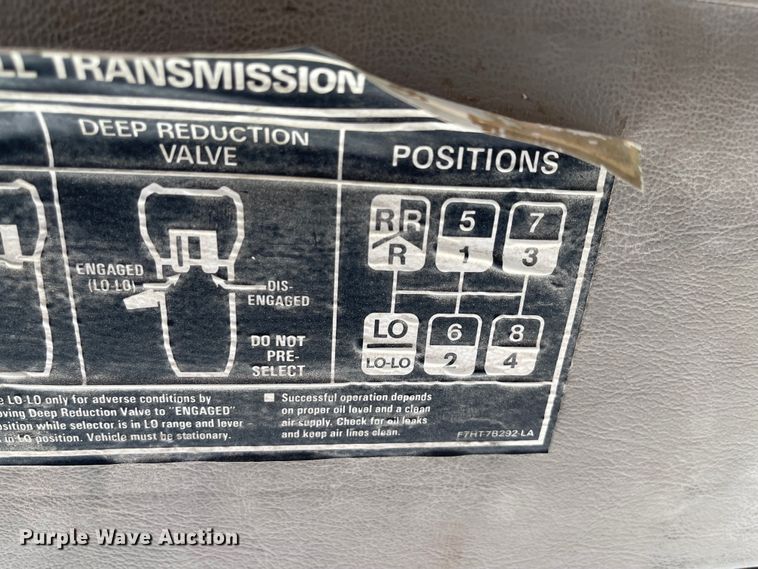 LL TRANSMISSION
DEEP REDUCTION
VALVE
POSITIONS
ENGAGED
(LO-LO)
DIS-
ENGAGED
DO NOT
PRE-
SELECT
R R
R
5
1
7
3
LO
LO-LO
6
2
8
4
LO-LO only for adverse conditions by
oving Deep Reduction Valve to "ENGAGED"
osition while selector is in LO range and lever
in LO position. Vehicle must be stationary.
Successful operation depends
on proper oil level and a clean
air supply. Check for oil leaks
and keep air lines clean.
F7HT-7B292-LA
Purple Wave Auction